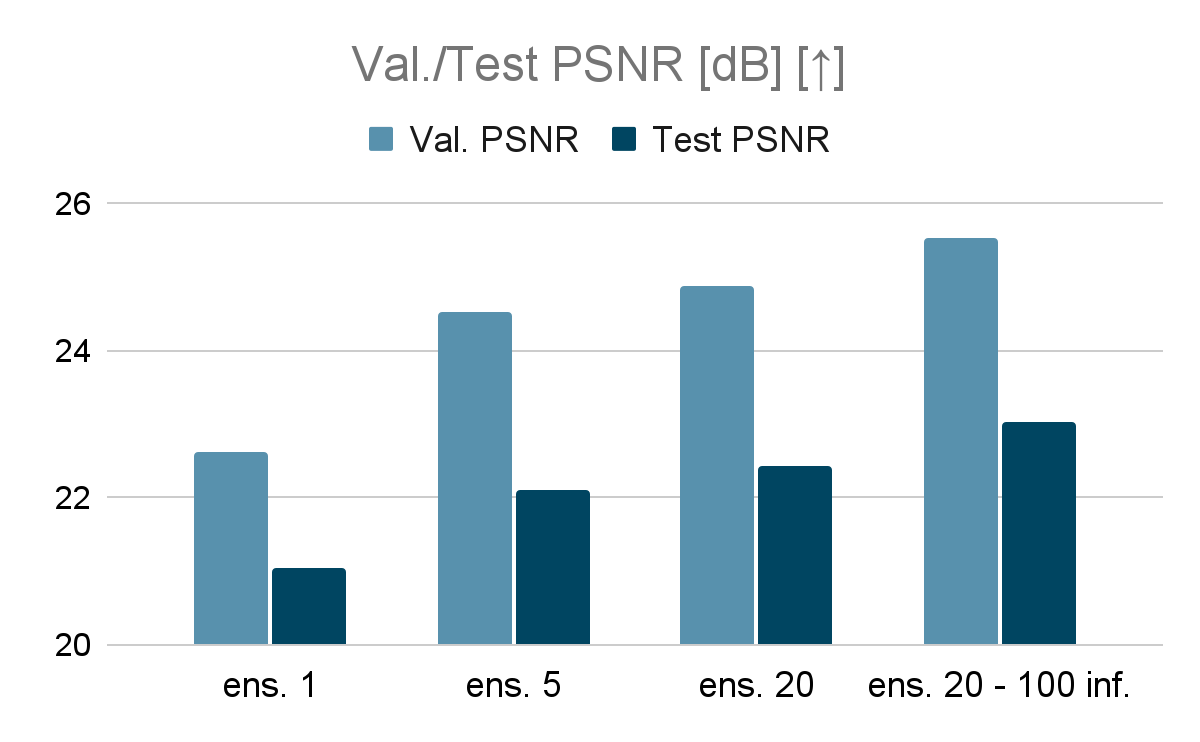 Val./Test PSNR [dB] [↑]
Val. PSNR Test PSNR
26
24
22
20
ens. 1 ens. 5 ens. 20 ens. 20 - 100 inf.